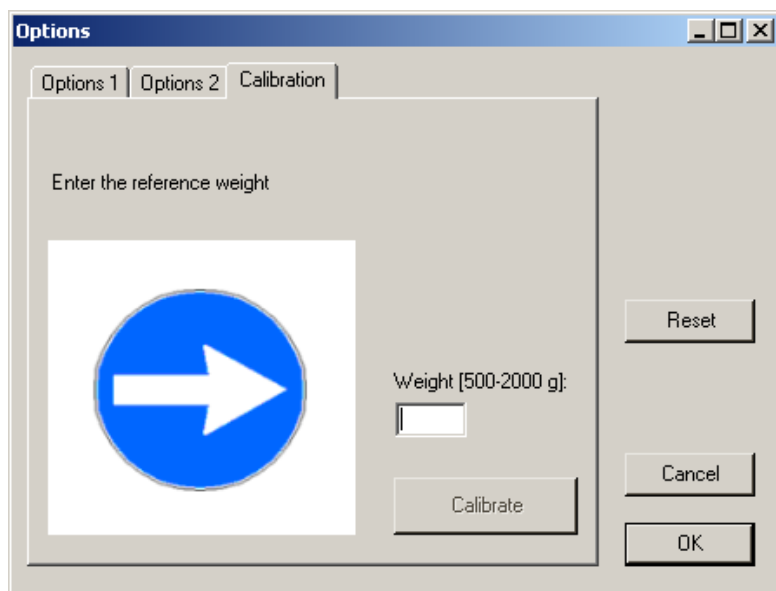 Options
Options 1 Options 2 Calibration
Enter the reference weight
Reset
Weight [500-2000 g]:
Cancel
Calibrate
OK